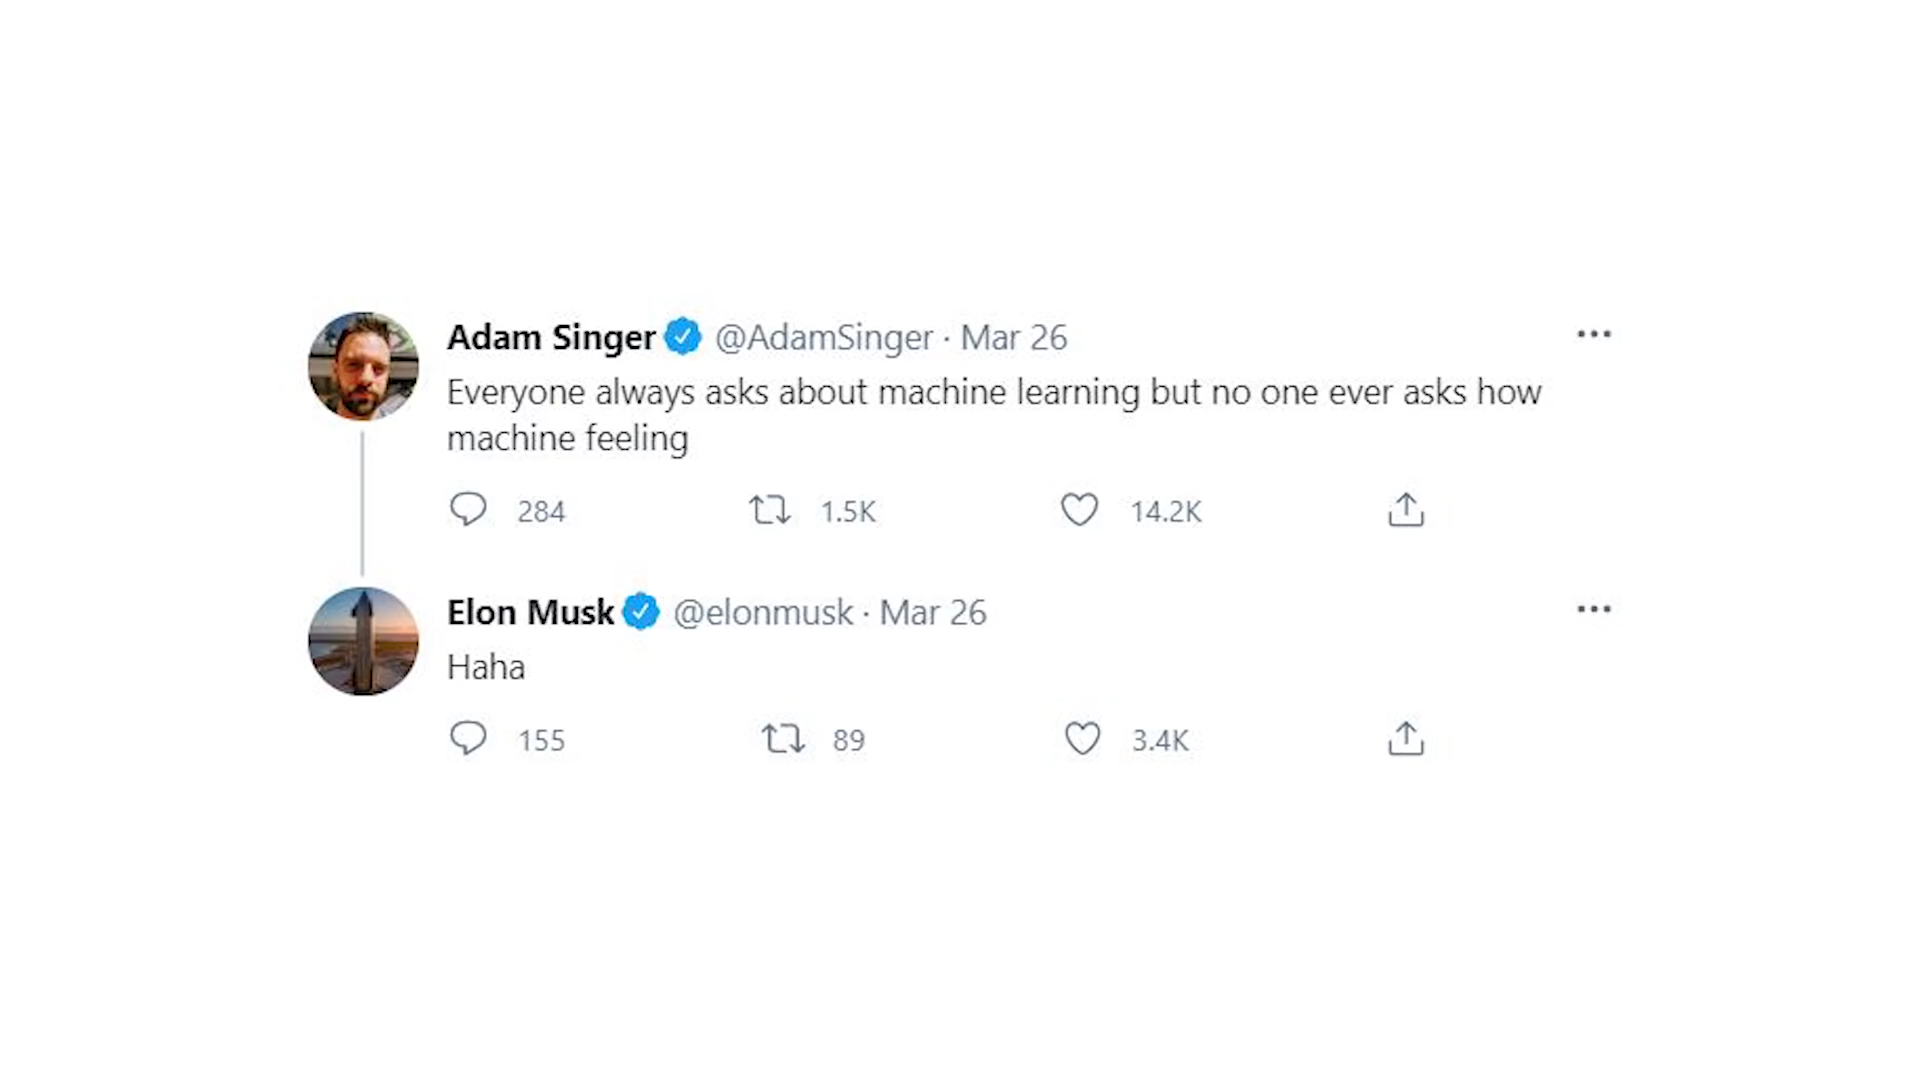 Adam Singer @AdamSinger · Mar 26
Everyone always asks about machine learning but no one ever asks how
machine feeling
284 1.5K 14.2K
Elon Musk @elonmusk · Mar 26
Haha
155 89 3.4K